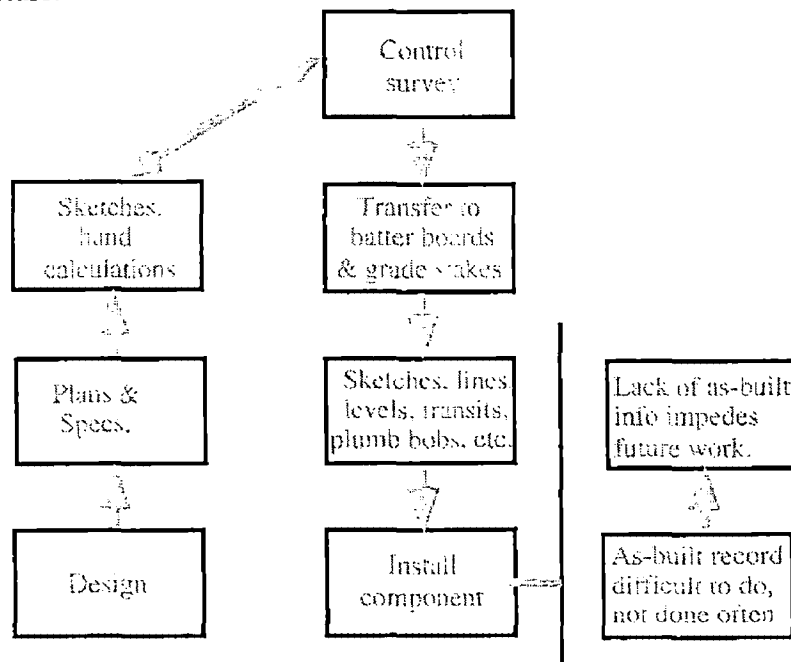 Control
survey
Sketches,
hand
calculations
Transfer to
batter boards
& grade stakes
Plans &
Specs.
Sketches, lines,
levels, transits,
plumb bobs, etc.
Lack of as-built
info impedes
future work.
Design
Install
component
As-built record
difficult to do,
not done often